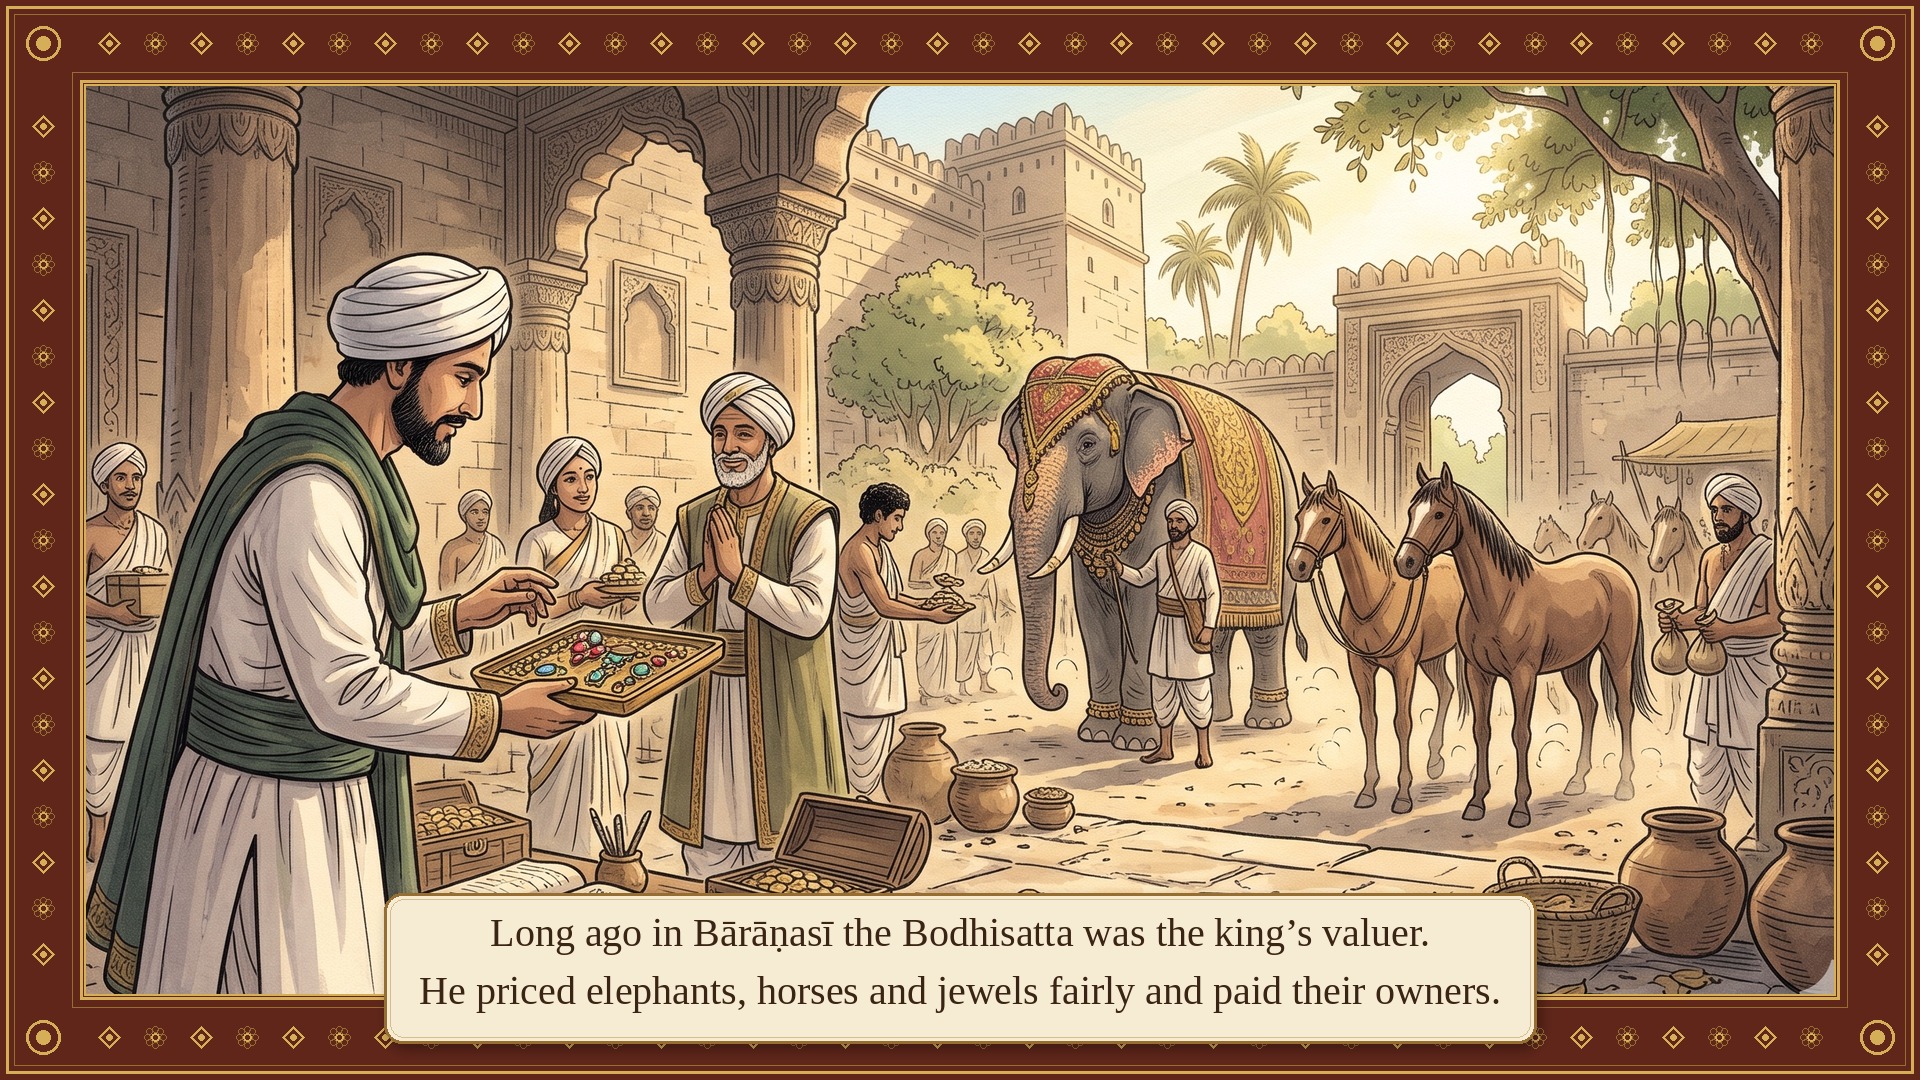 Long ago in Bārāṇasī the Bodhisatta was the king’s valuer.
He priced elephants, horses and jewels fairly and paid their owners.